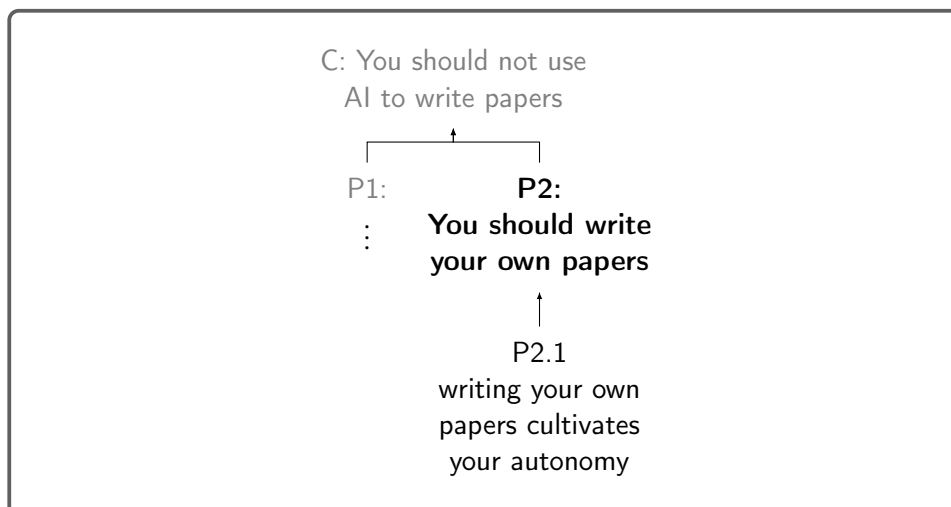 C: You should not use
AI to write papers
P1:
⋮
P2:
You should write
your own papers
P2.1
writing your own
papers cultivates
your autonomy